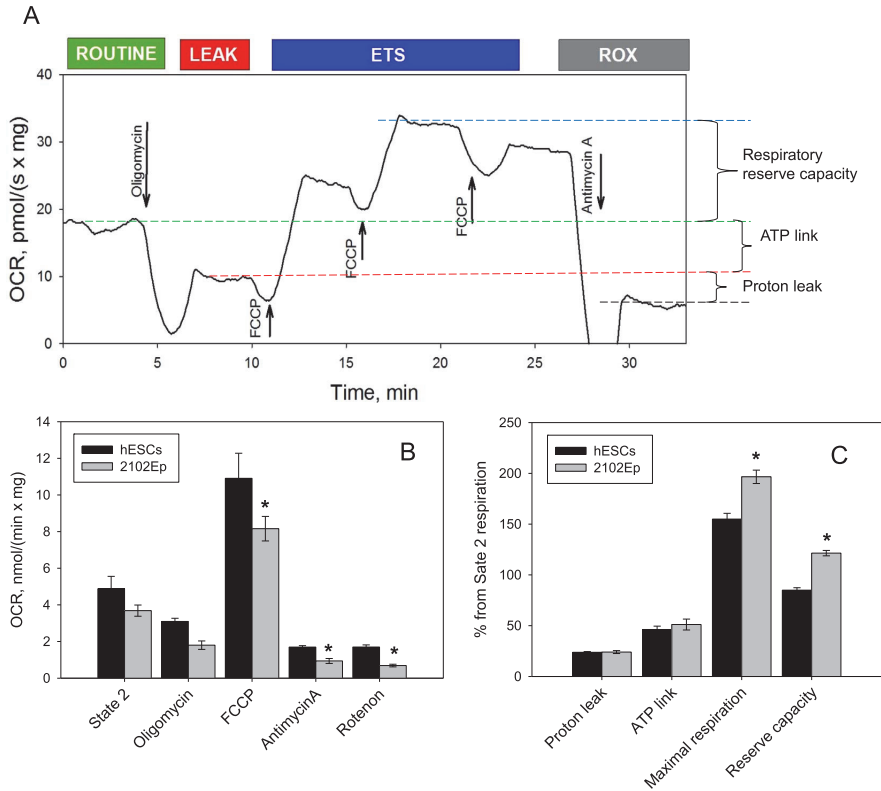 A
ROUTINE LEAK ETS ROX
40
30
20
10
0
OCR, pmol/(s x mg)
0 5 10 15 20 25 30
Time, min
Oligomycin
FCCP
FCCP
FCCP
Antimycin A
Respiratory
reserve capacity
ATP link
Proton leak
B
hESCs
2102Ep
14
12
10
8
6
4
2
0
OCR, nmol/(min x mg)
* * *
State 2
Oligomycin
FCCP
AntimycinA
Rotenon
C
hESCs
2102Ep
250
200
150
100
50
0
% from Sate 2 respiration
* *
Proton leak
ATP link
Maximal respiration
Reserve capacity